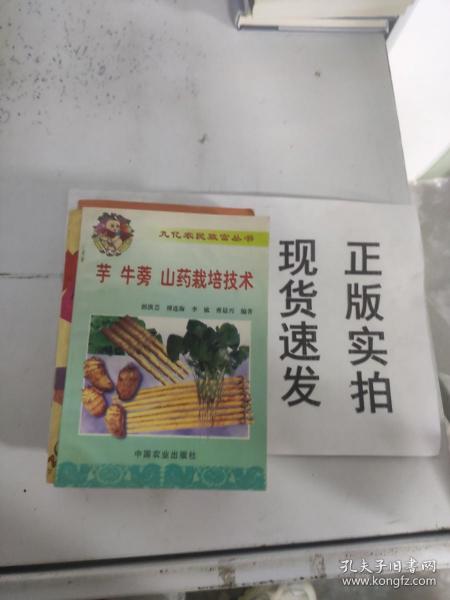 九亿农民致富丛书
芋 牛蒡 山药栽培技术
编著
中国农业出版社
正版实拍
现货速发
孔夫子旧书网
www.kongfz.com